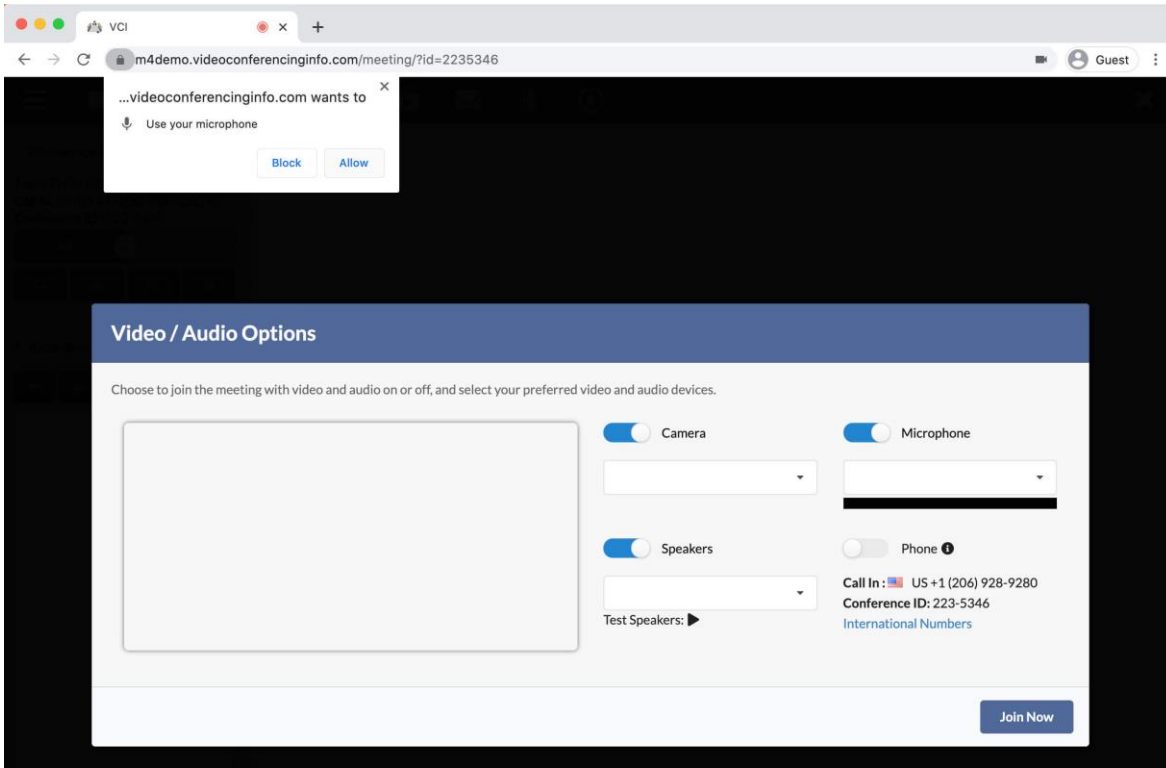 VCI
m4demo.videoconferencinginfo.com/meeting/?id=2235346
Guest
...videoconferencinginfo.com wants to
Use your microphone
Block Allow
Video / Audio Options
Choose to join the meeting with video and audio on or off, and select your preferred video and audio devices.
Camera Microphone
Speakers Phone
Call In : US +1 (206) 928-9280
Conference ID: 223-5346
Test Speakers:
International Numbers
Join Now